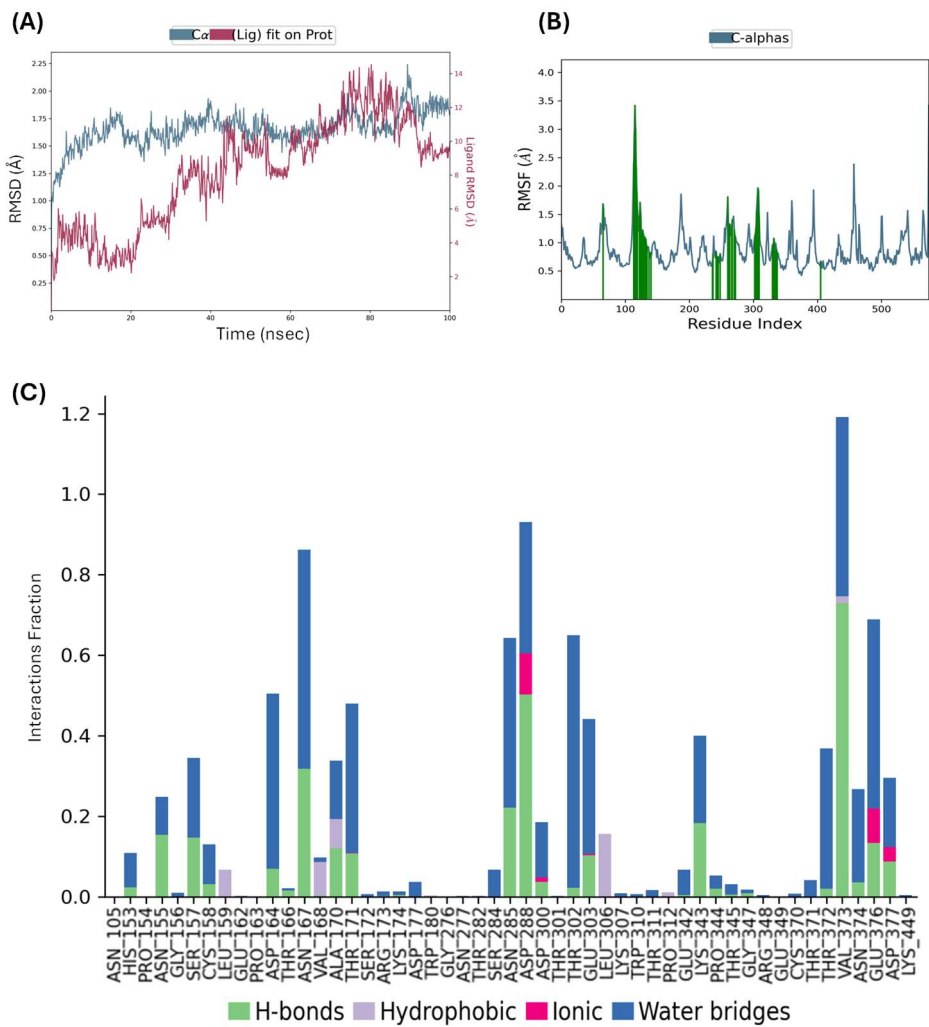 (A)
Cα (Lig) fit on Prot
RMSD (Å)
2.25
2.00
1.75
1.50
1.25
1.00
0.75
0.50
0.25
14
12
10
8
6
4
2
Ligand RMSD (Å)
0 20 40 60 80 100
Time (nsec)
(B)
C-alphas
RMSF (Å)
4.0
3.5
3.0
2.5
2.0
1.5
1.0
0.5
0 100 200 300 400 500
Residue Index
(C)
Interactions Fraction
1.2
1.0
0.8
0.6
0.4
0.2
0.0
ASN_105
HIS_153
PRO_154
ASN_155
GLY_156
SER_157
CYS_158
LEU_159
GLU_162
PRO_163
ASP_164
THR_166
ASN_167
VAL_168
ALA_170
THR_171
SER_172
ARG_173
LYS_174
ASP_177
TRP_180
GLY_276
ASN_277
THR_282
SER_284
ASN_285
ASP_288
ASP_300
THR_301
THR_302
GLU_303
LEU_306
LYS_307
TRP_310
THR_311
PRO_312
GLU_342
LYS_343
PRO_344
THR_345
GLY_347
ARG_348
GLU_349
CYS_370
THR_371
THR_372
VAL_373
ASN_374
GLU_376
ASP_377
LYS_449
H-bonds Hydrophobic Ionic Water bridges